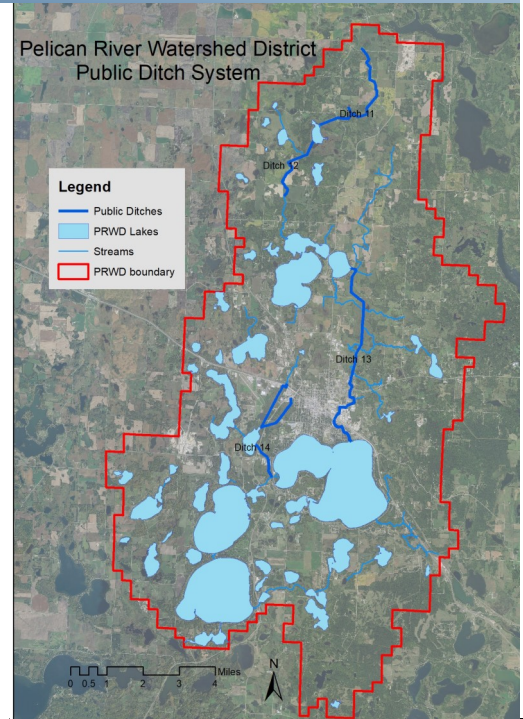 Pelican River Watershed District
Public Ditch System
Ditch 11
Ditch 12
Legend
Public Ditches
PRWD Lakes
Streams
PRWD boundary
Ditch 13
Ditch 14
Miles
0 0.5 1 2 3 4
N